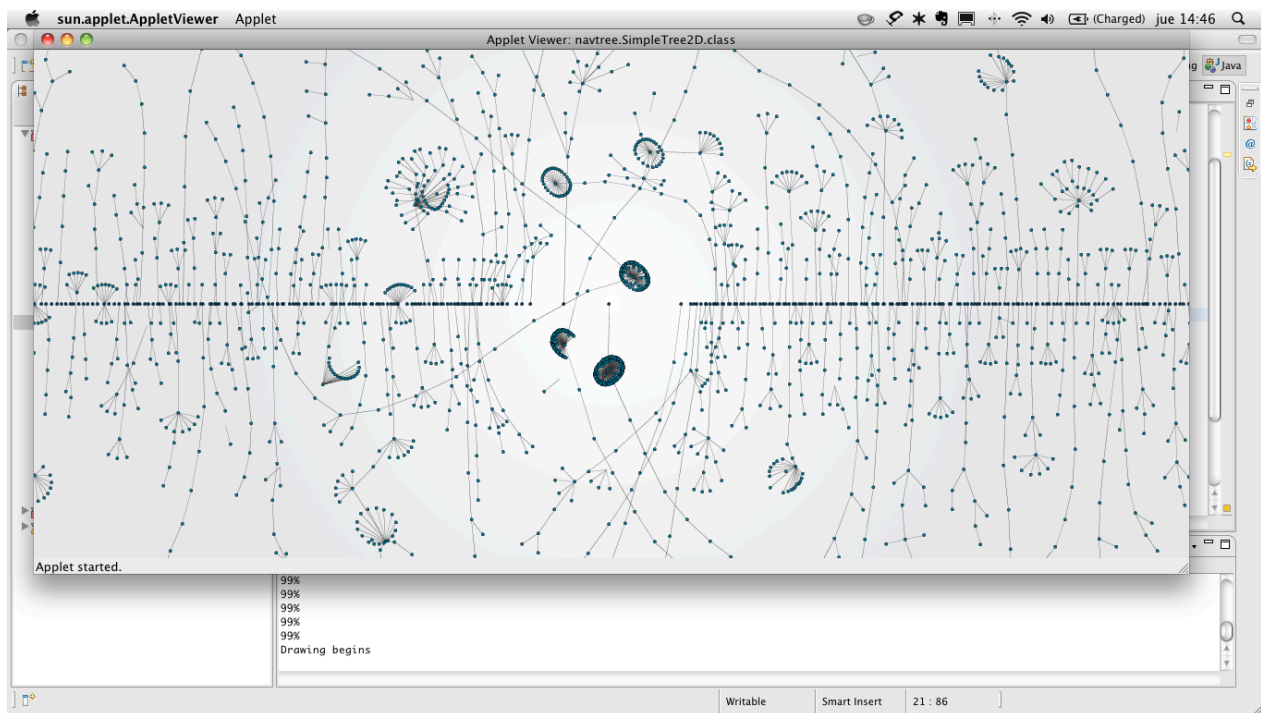 sun.applet.AppletViewer Applet (Charged) jue 14:46
Applet Viewer: navtree.SimpleTree2D.class
Java
Applet started.
99%
99%
99%
99%
99%
Drawing begins
Writable Smart Insert 21 : 86